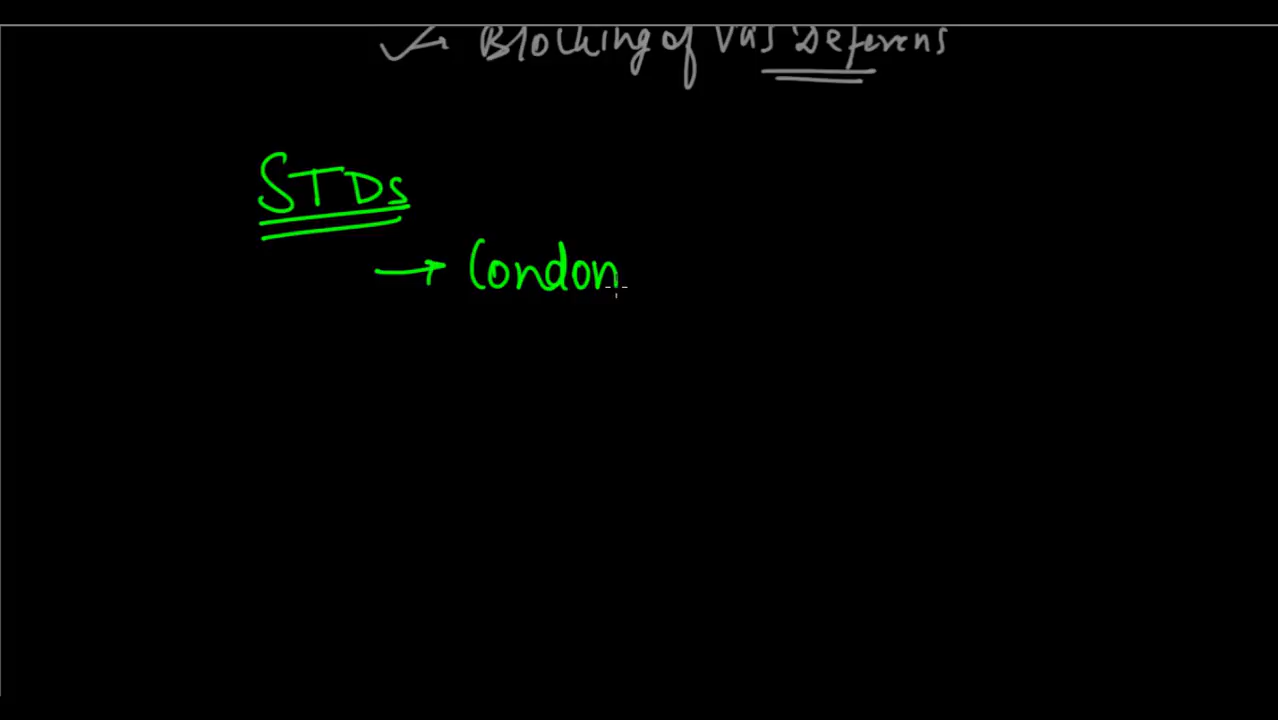 → Blocking of Vas Deferens
STDs
→ Condon